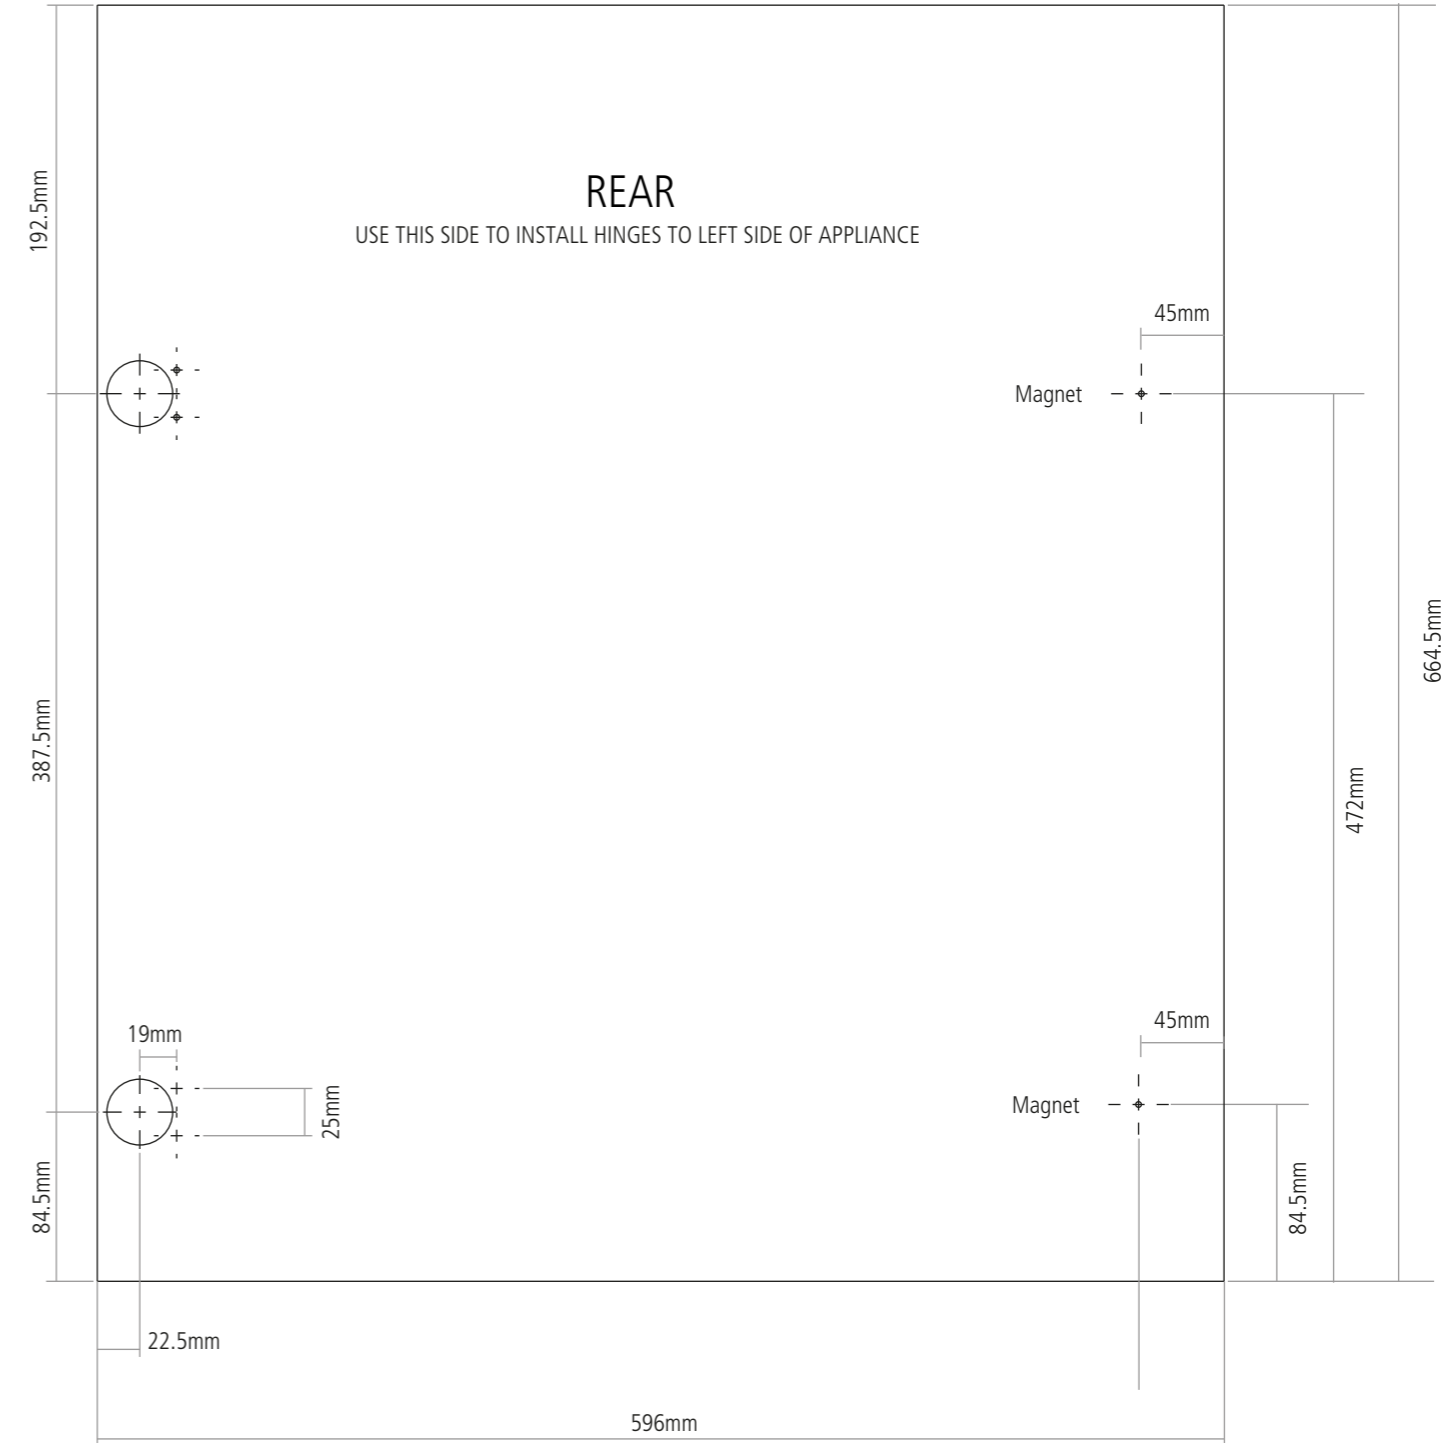 REAR
USE THIS SIDE TO INSTALL HINGES TO LEFT SIDE OF APPLIANCE
192.5mm
45mm
Magnet
664.5mm
387.5mm
472mm
19mm
45mm
25mm
Magnet
84.5mm
84.5mm
22.5mm
596mm